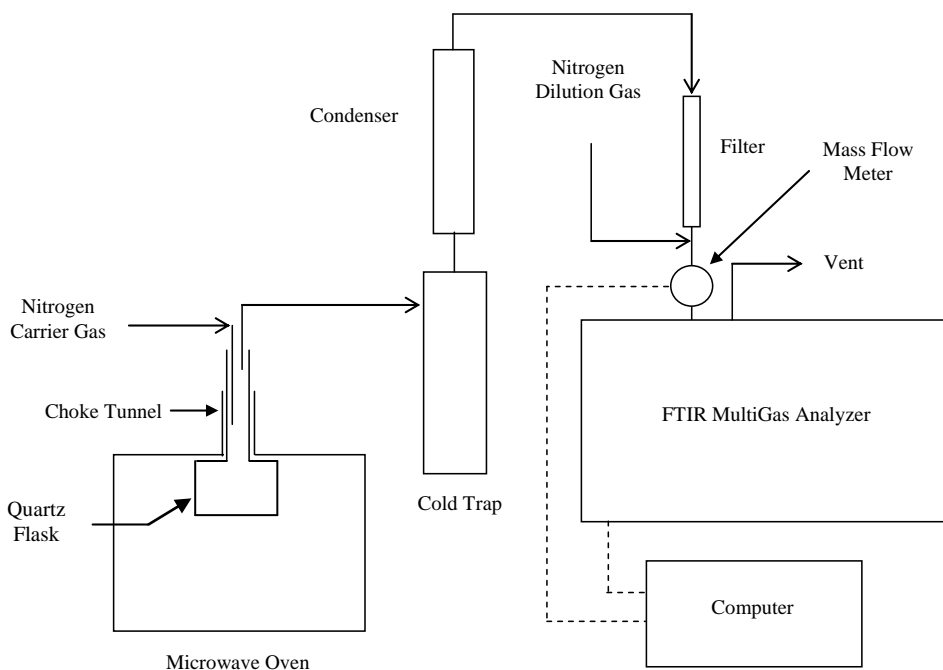 Nitrogen
Dilution Gas
Condenser
Filter
Mass Flow
Meter
Vent
Nitrogen
Carrier Gas
Choke Tunnel
FTIR MultiGas Analyzer
Quartz
Flask
Cold Trap
Computer
Microwave Oven